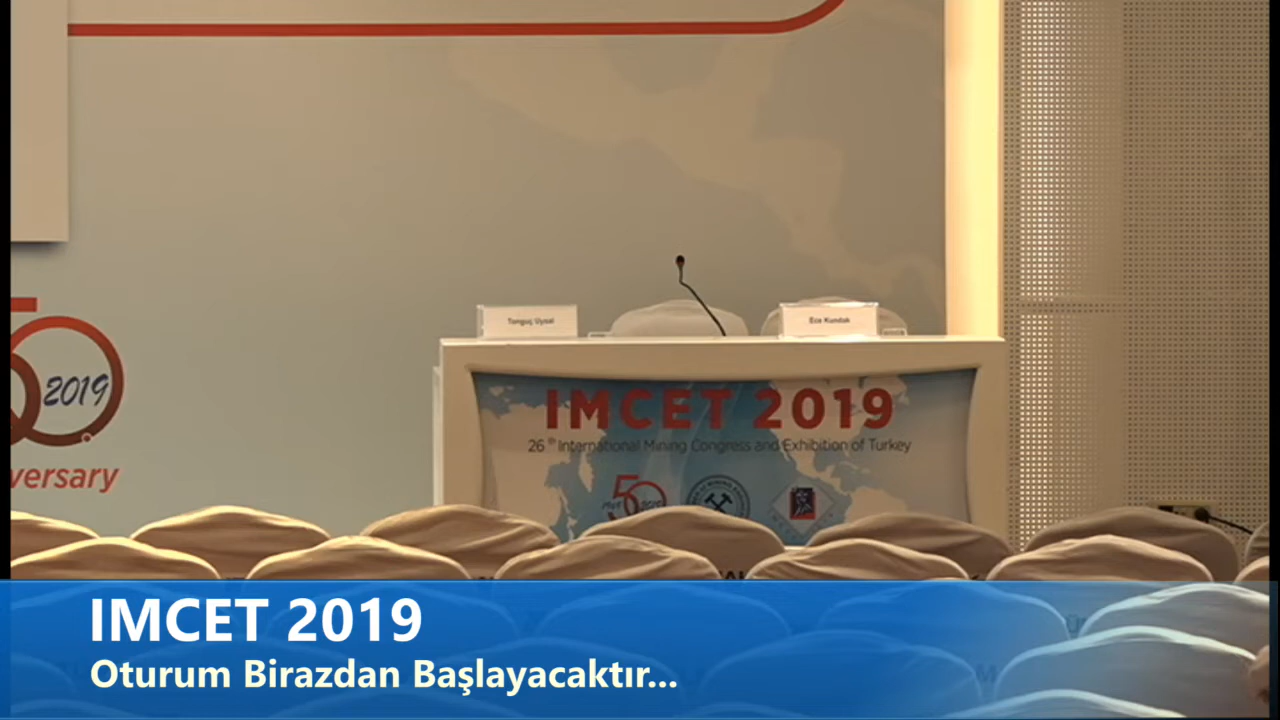 2019
versary
Tonguç Uysal
Ece Kundak
IMCET 2019
26th International Mining Congress and Exhibition of Turkey
50
IMCET 2019
Oturum Birazdan Başlayacaktır...